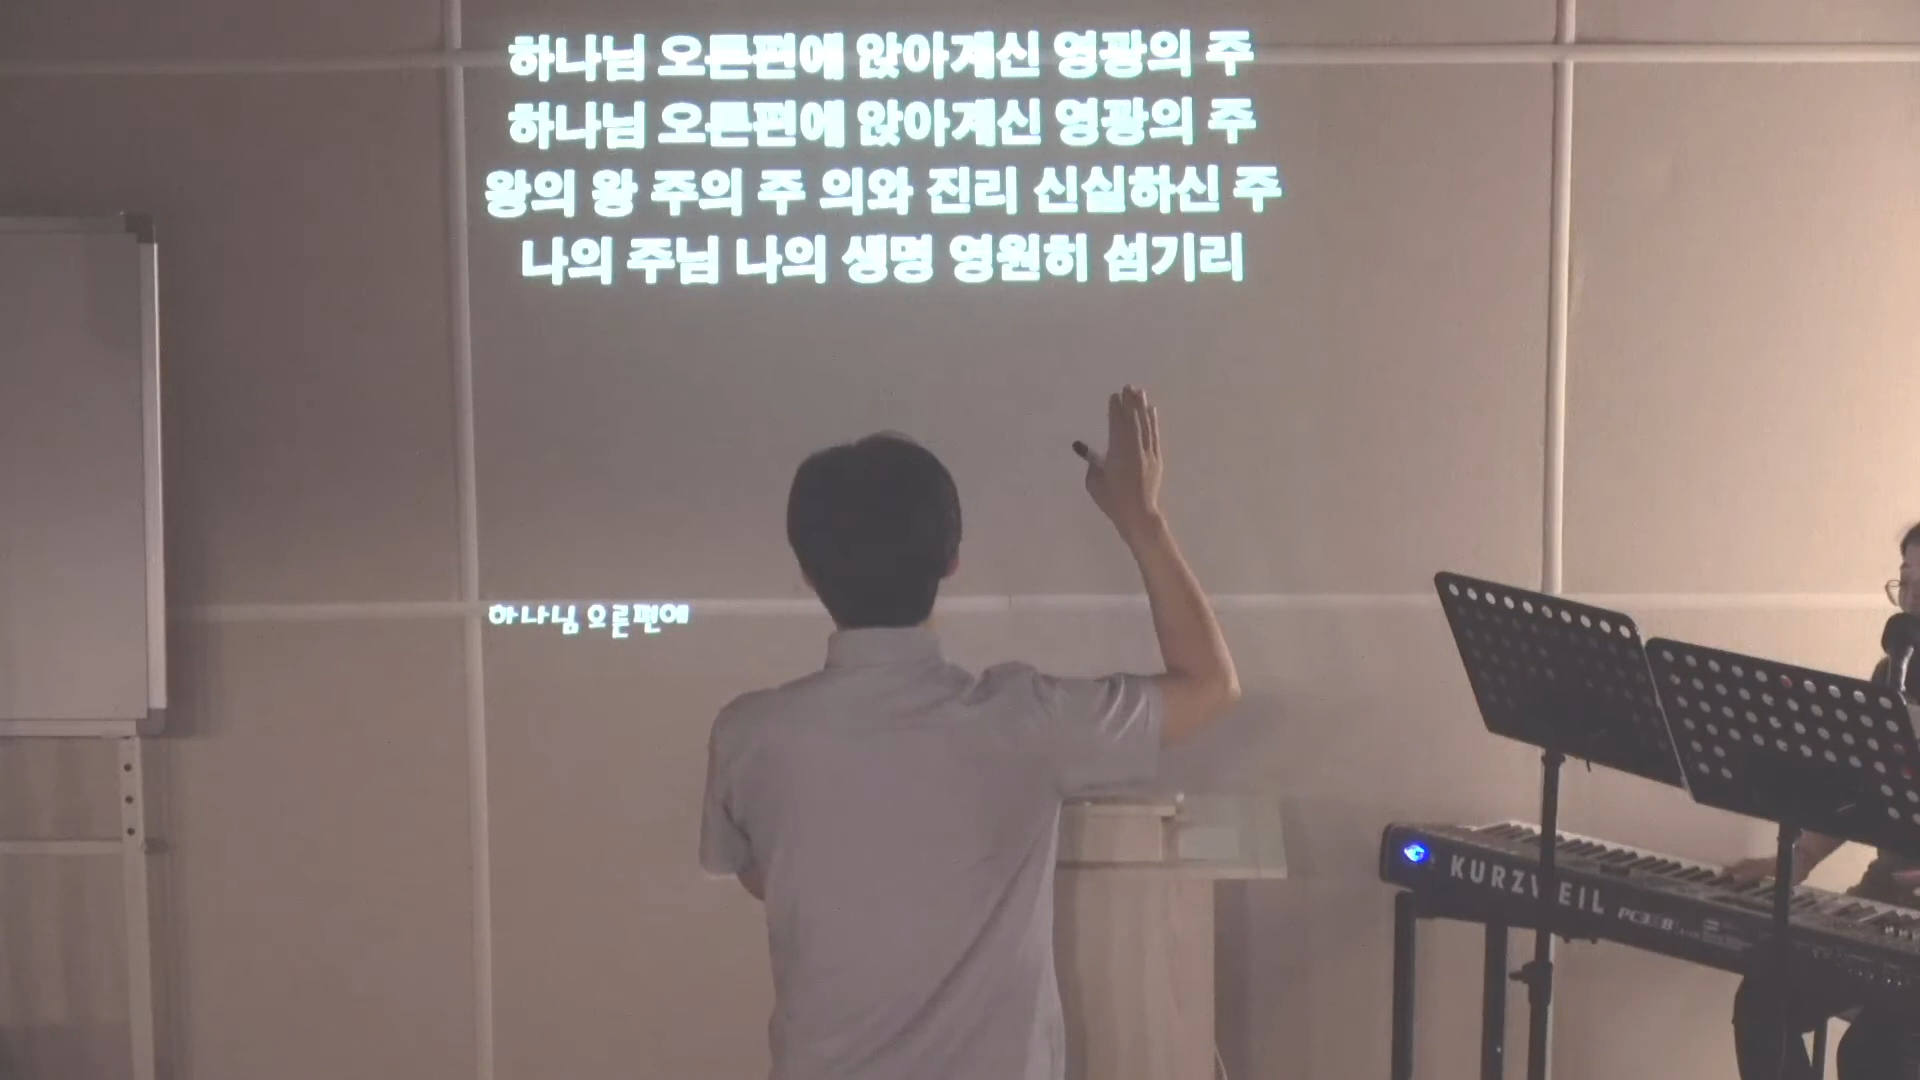 하나님 오른편에 앉아계신 영광의 주
하나님 오른편에 앉아계신 영광의 주
왕의 왕 주의 주 의와 진리 신실하신 주
나의 주님 나의 생명 영원히 섬기리
하나님 오른편에
KURZWEIL